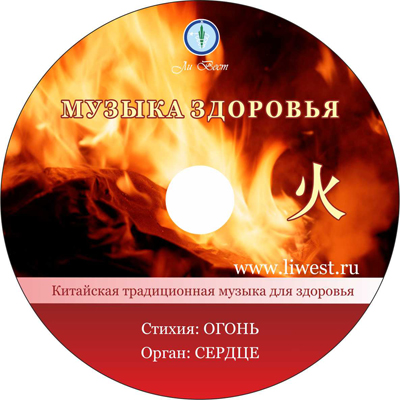 Ли Вест
МУЗЫКА ЗДОРОВЬЯ
火
www.liwest.ru
Китайская традиционная музыка для здоровья
Стихия: ОГОНЬ
Орган: СЕРДЦЕ